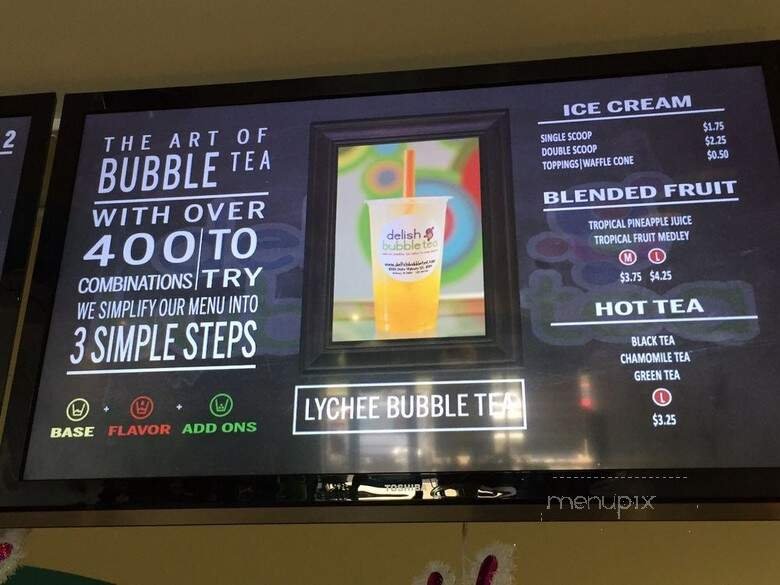 2
THE ART OF
BUBBLE TEA
WITH OVER
400 TO
COMBINATIONS TRY
WE SIMPLIFY OUR MENU INTO
3 SIMPLE STEPS
BASE + FLAVOR + ADD ONS
delish
bubble tea
LYCHEE BUBBLE TEA
ICE CREAM
SINGLE SCOOP $1.75
DOUBLE SCOOP $2.25
TOPPINGS|WAFFLE CONE $0.50
BLENDED FRUIT
TROPICAL PINEAPPLE JUICE
TROPICAL FRUIT MEDLEY
M L
$3.75 $4.25
HOT TEA
BLACK TEA
CHAMOMILE TEA
GREEN TEA
L
$3.25
TOSHIBA
menupix